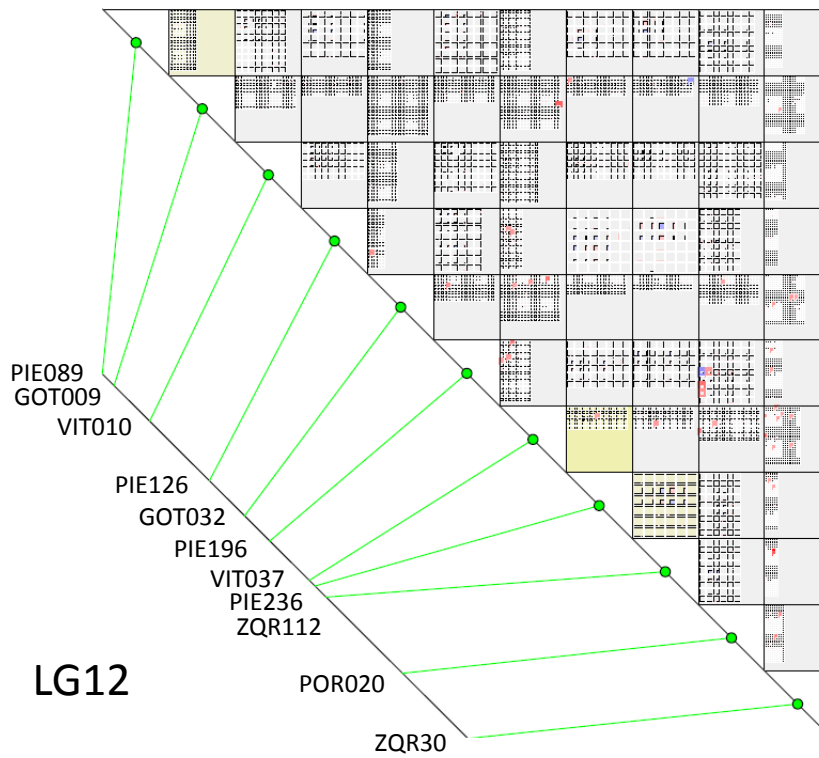 PIE089
GOT009
VIT010
PIE126
GOT032
PIE196
VIT037
PIE236
ZQR112
LG12
POR020
ZQR30